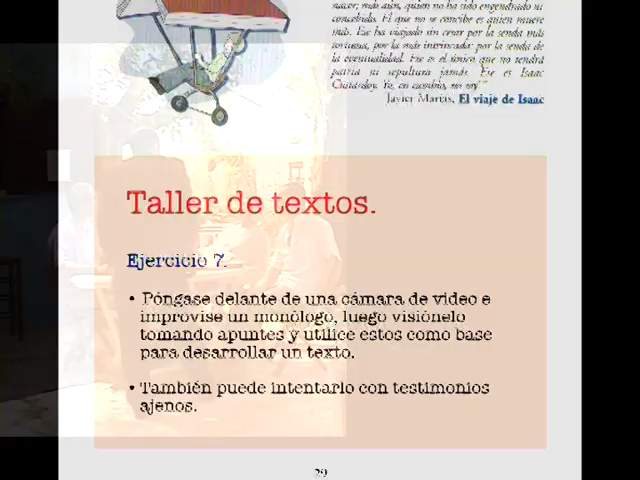 nacer; más aún, quien no ha sido engendrado ni
concebido. El que no se concibe es quien muere
más. Ese ha viajado sin cesar por la senda más
tortuosa, por la más intrincada: por la senda de
la eventualidad. Ese es el único que no tendrá
patria ni sepultura jamás. Ese es Isaac
Custardoy. Yo, en cambio, no soy."
Javier Marías, El viaje de Isaac
Taller de textos.
Ejercicio 7.
• Póngase delante de una cámara de video e
improvise un monólogo, luego visiónelo
tomando apuntes y utilice estos como base
para desarrollar un texto.
• También puede intentarlo con testimonios
ajenos.
29